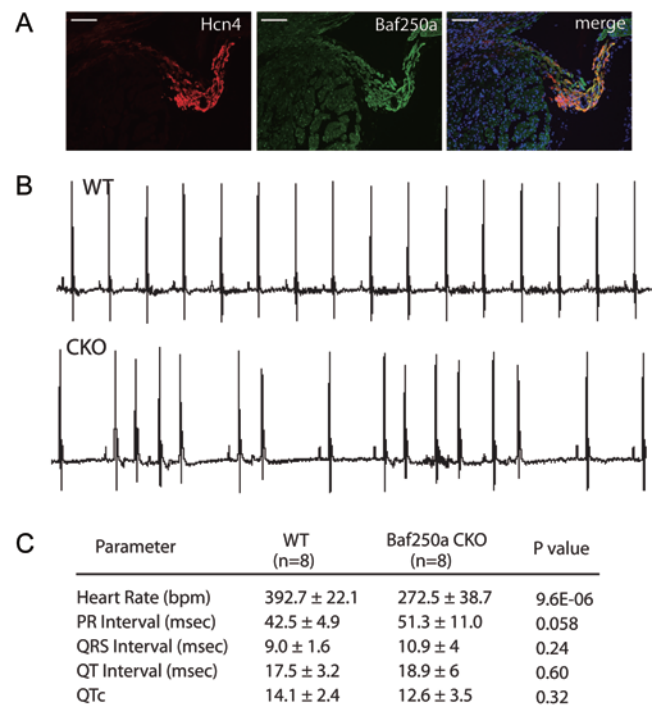 A
Hcn4
Baf250a
merge
B
WT
CKO
C
Parameter WT (n=8) Baf250a CKO (n=8) P value
Heart Rate (bpm) 392.7 ± 22.1 272.5 ± 38.7 9.6E-06
PR Interval (msec) 42.5 ± 4.9 51.3 ± 11.0 0.058
QRS Interval (msec) 9.0 ± 1.6 10.9 ± 4 0.24
QT Interval (msec) 17.5 ± 3.2 18.9 ± 6 0.60
QTc 14.1 ± 2.4 12.6 ± 3.5 0.32